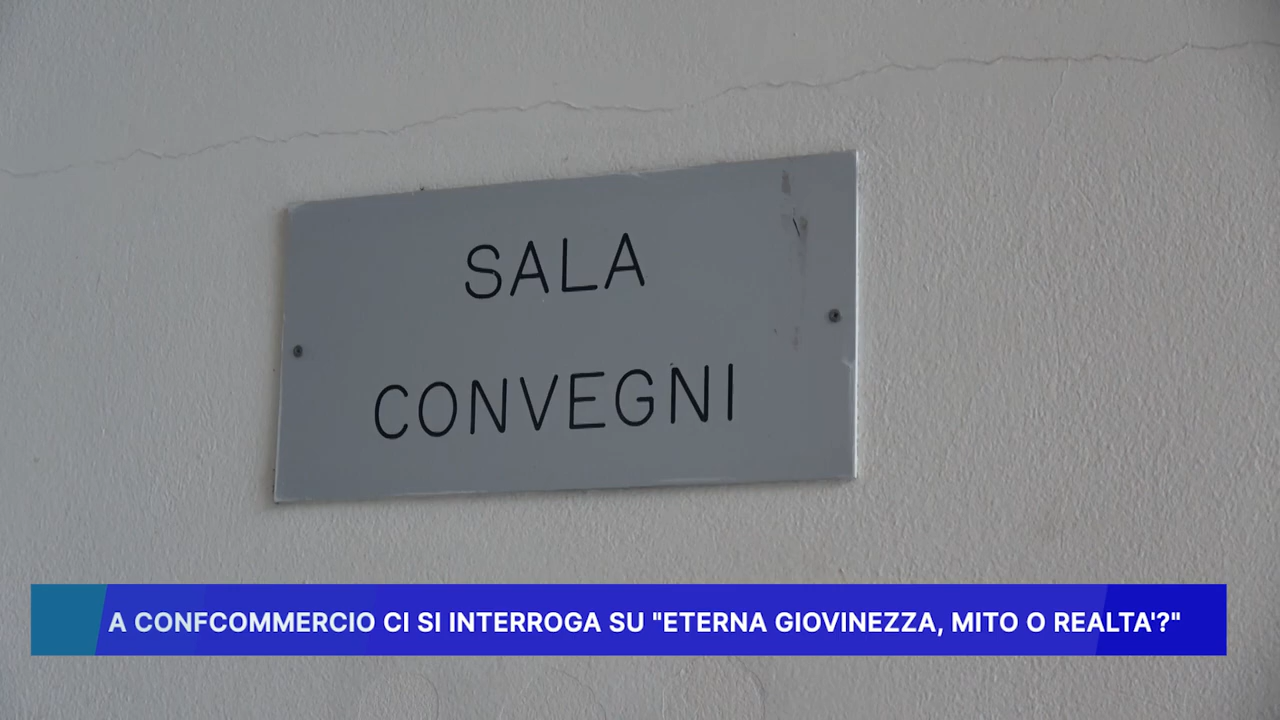 SALA
CONVEGNI
A CONFCOMMERCIO CI SI INTERROGA SU "ETERNA GIOVINEZZA, MITO O REALTA'?"